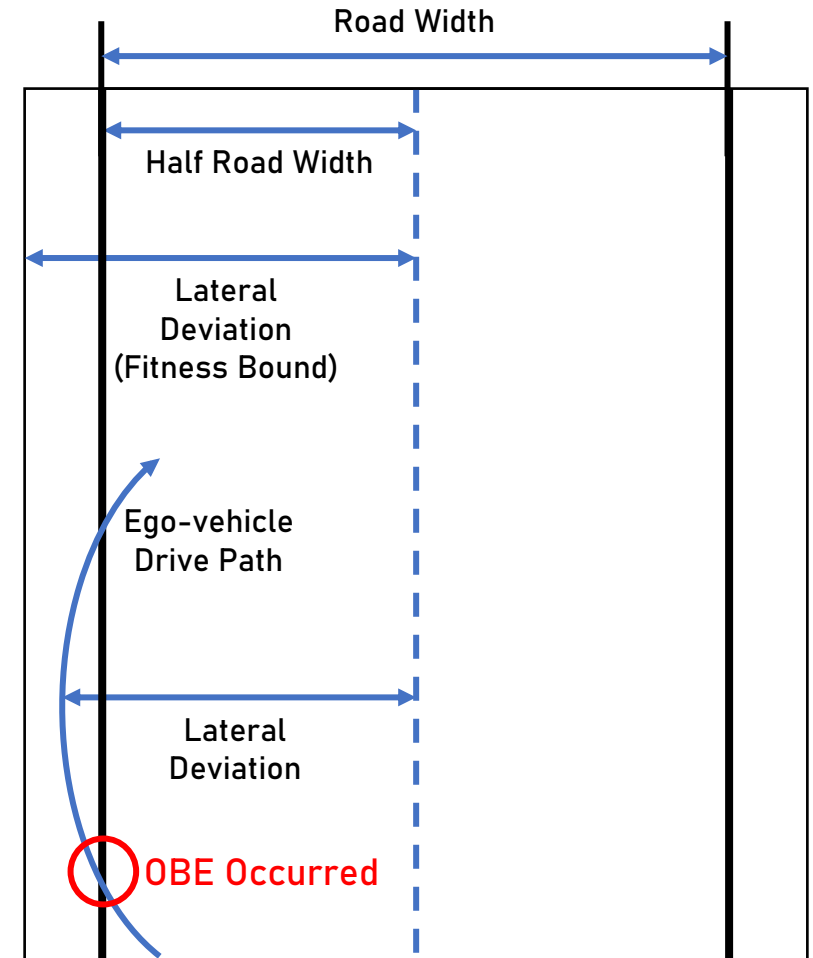 Road Width
Half Road Width
Lateral
Deviation
(Fitness Bound)
Ego-vehicle
Drive Path
Lateral
Deviation
OBE Occurred